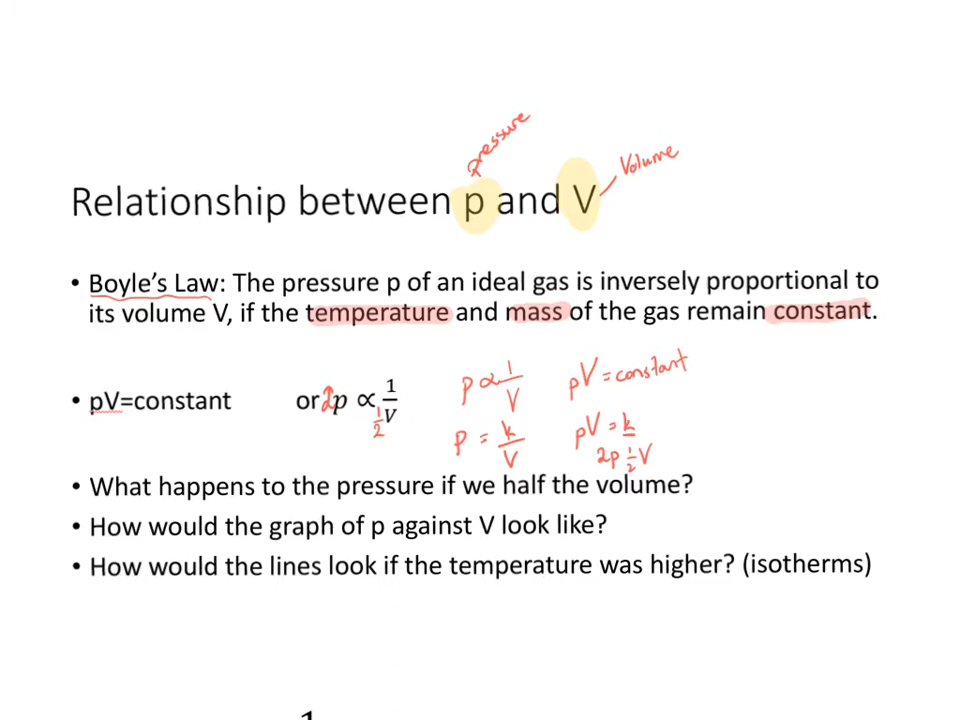 pressure
Volume
Relationship between p and V
• Boyle's Law: The pressure p of an ideal gas is inversely proportional to
its volume V, if the temperature and mass of the gas remain constant.
• pV=constant or 2p ∝ 1/(1/2 V)
p ∝ 1/V pV = constant
P = k/V pV = k
2p 1/2 V
• What happens to the pressure if we half the volume?
• How would the graph of p against V look like?
• How would the lines look if the temperature was higher? (isotherms)
1